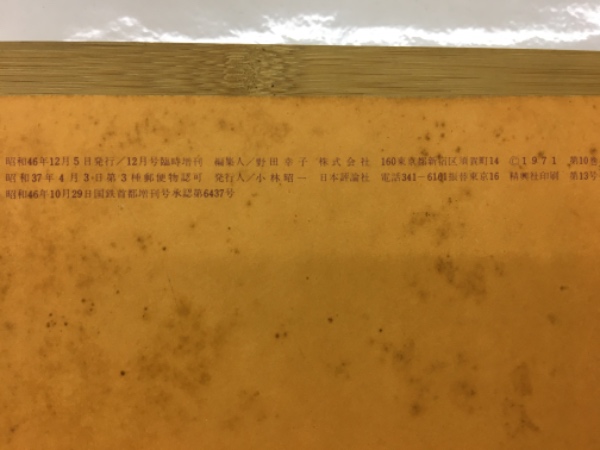 昭和46年12月5日発行／12月号臨時増刊 編集人／野田幸子 株式会社 160東京都新宿区須賀町14 ©1971 第10巻
昭和37年4月3日第3種郵便物認可 発行人／小林昭一 日本評論社 電話341-6161振替東京16 精興社印刷 第13号
昭和46年10月29日国鉄首都増刊号承認第6437号